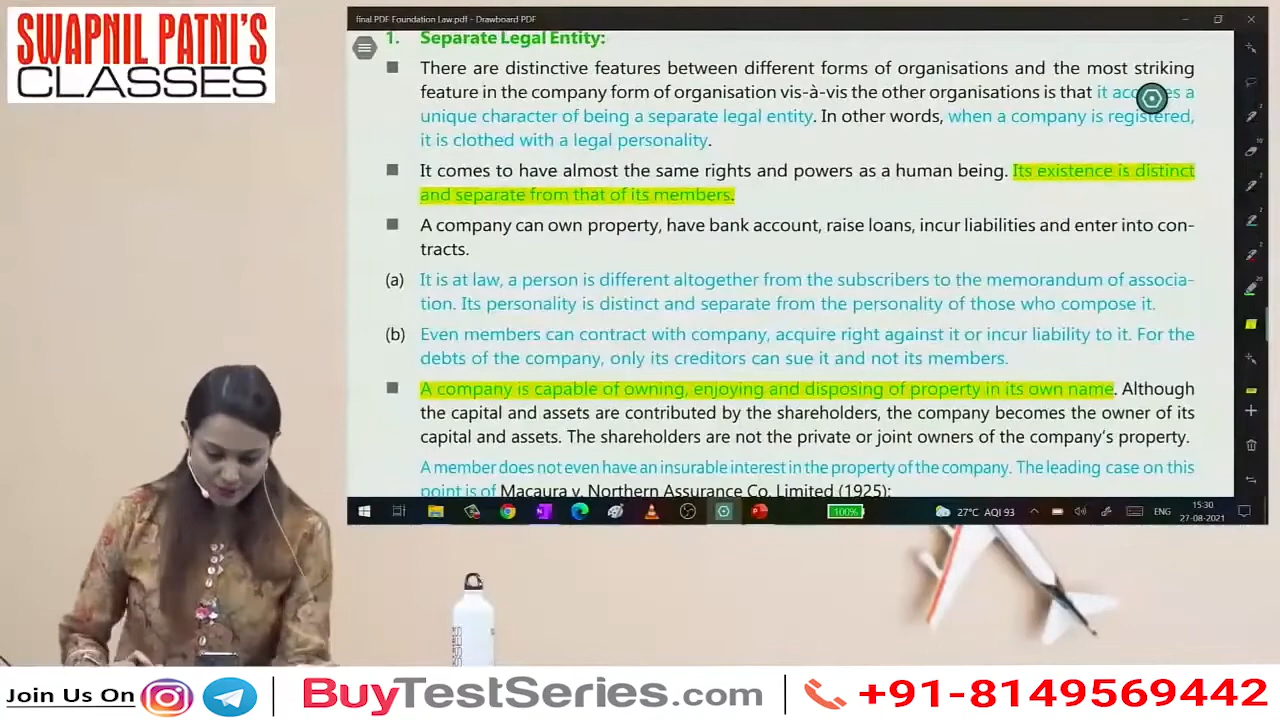 SWAPNIL PATNI'S
CLASSES
final PDF Foundation Law.pdf - Drawboard PDF
1. Separate Legal Entity:
There are distinctive features between different forms of organisations and the most striking
feature in the company form of organisation vis-à-vis the other organisations is that it a
unique character of being a separate legal entity. In other words, when a company is registered,
it is clothed with a legal personality.
It comes to have almost the same rights and powers as a human being. Its existence is distinct
and separate from that of its members.
A company can own property, have bank account, raise loans, incur liabilities and enter into con-
tracts.
(a) It is at law, a person is different altogether from the subscribers to the memorandum of associa-
tion. Its personality is distinct and separate from the personality of those who compose it.
(b) Even members can contract with company, acquire right against it or incur liability to it. For the
debts of the company, only its creditors can sue it and not its members.
A company is capable of owning, enjoying and disposing of property in its own name. Although
the capital and assets are contributed by the shareholders, the company becomes the owner of its
capital and assets. The shareholders are not the private or joint owners of the company's property.
A member does not even have an insurable interest in the property of the company. The leading case on this
point is of Macaura v. Northern Assurance Co. Limited (1925):
100%
27°C AQI 93
ENG
15:30
27-08-2021
Join Us On
BuyTestSeries.com
+91-8149569442